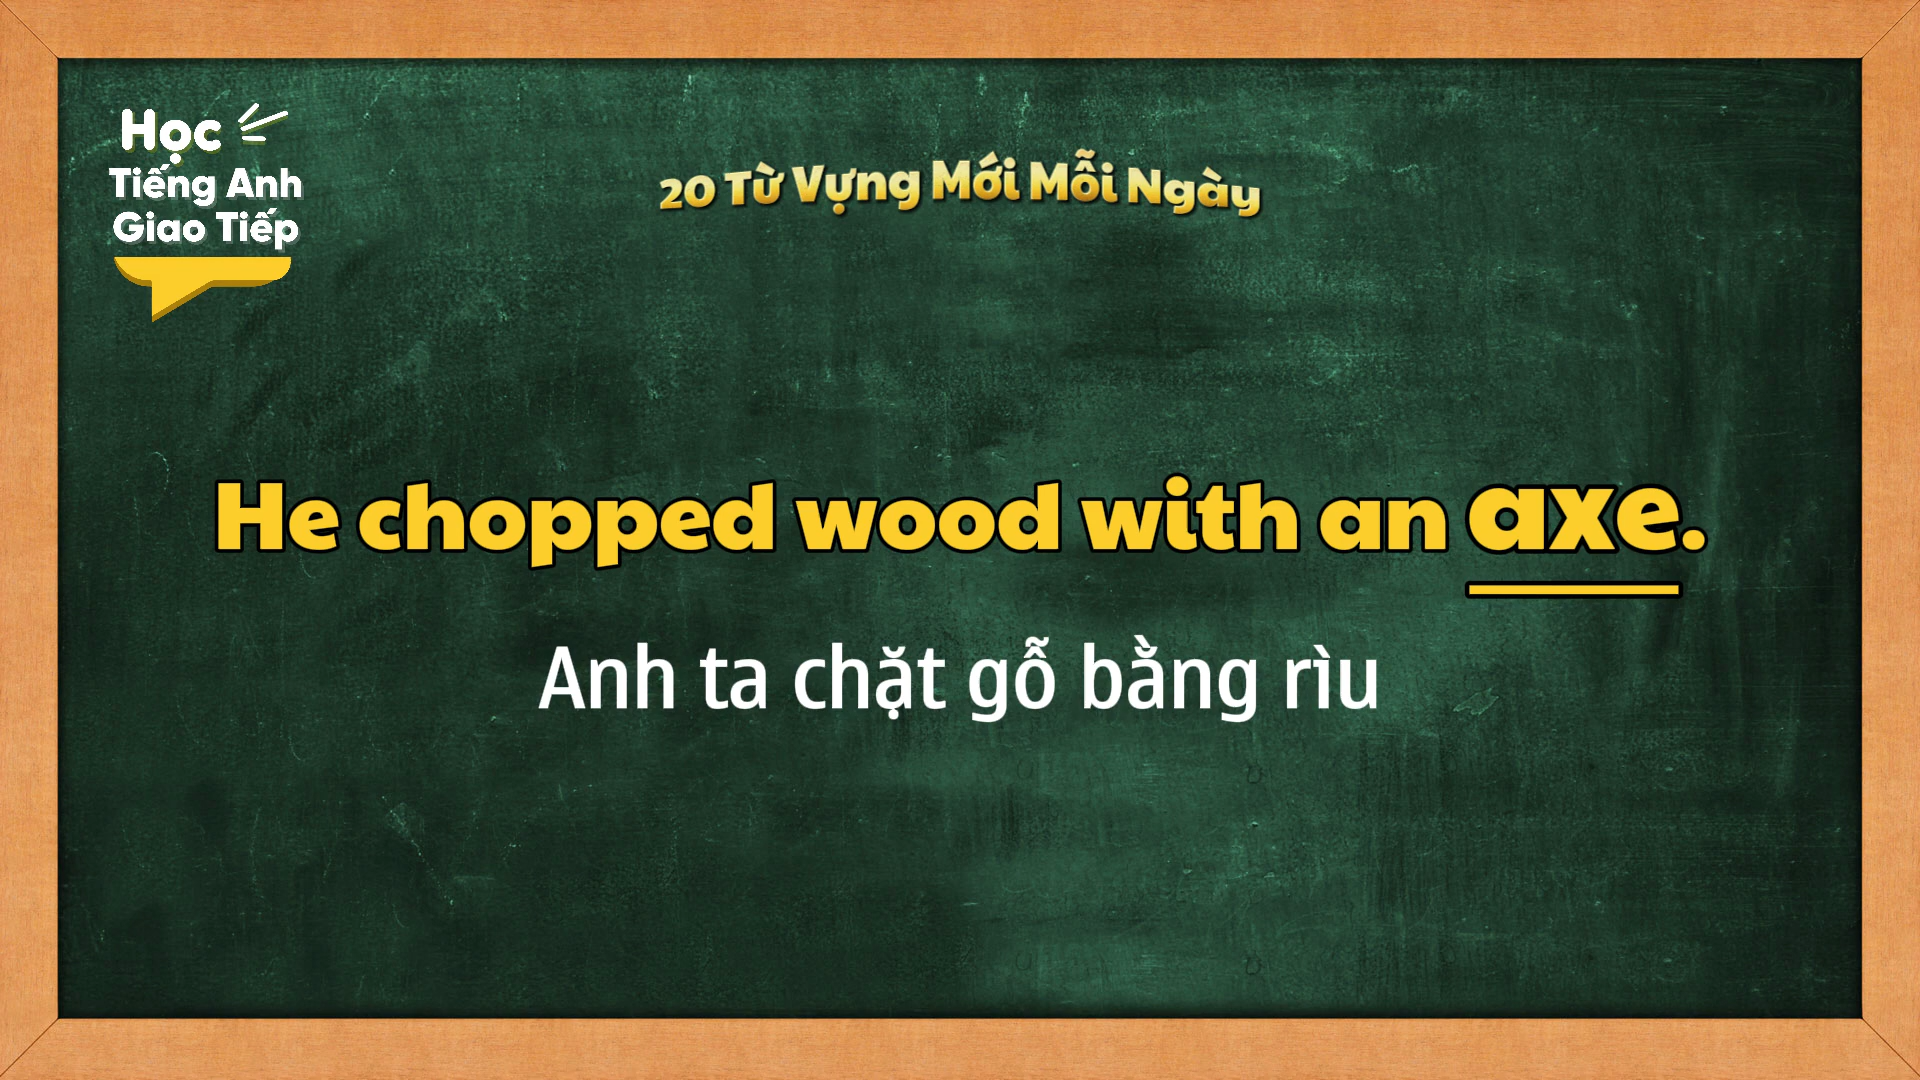 Học
Tiếng Anh
Giao Tiếp
20 Từ Vựng Mới Mỗi Ngày
He chopped wood with an axe.
Anh ta chặt gỗ bằng rìu